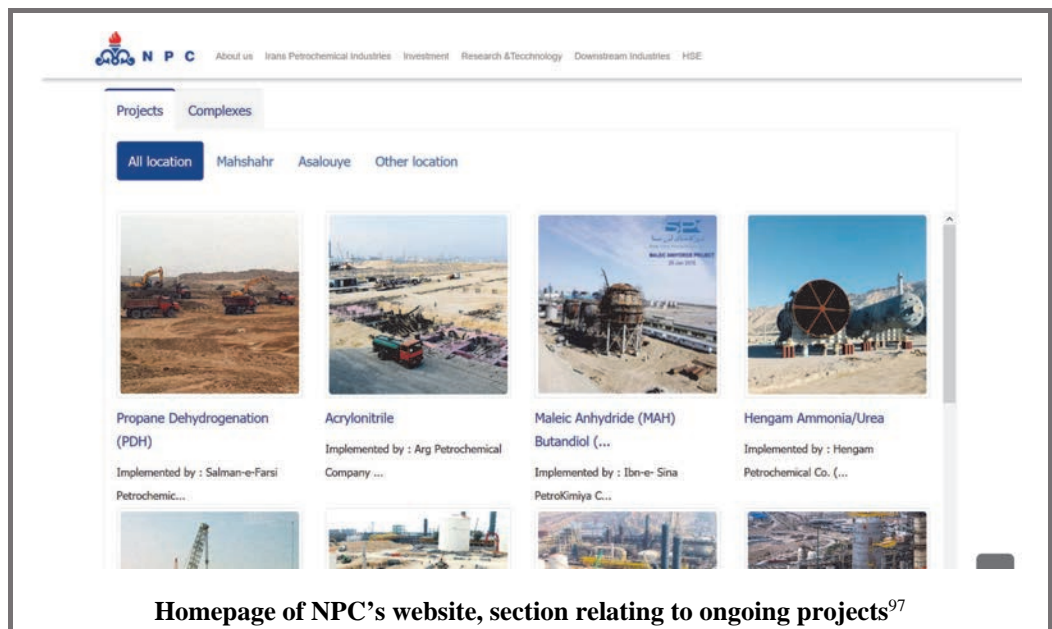 N P C About us Irans Petrochemical Industries Investment Research &Tecchnology Downstream Industries HSE
Projects Complexes
All location Mahshahr Asalouye Other location
MALEIC ANHYDRIDE PROJECT
Propane Dehydrogenation
(PDH)
Implemented by : Salman-e-Farsi
Petrochemic...
Acrylonitrile
Implemented by : Arg Petrochemical
Company ...
Maleic Anhydride (MAH)
Butandiol (...
Implemented by : Ibn-e- Sina
PetroKimiya C...
Hengam Ammonia/Urea
Implemented by : Hengam
Petrochemical Co. (...
Homepage of NPC’s website, section relating to ongoing projects97